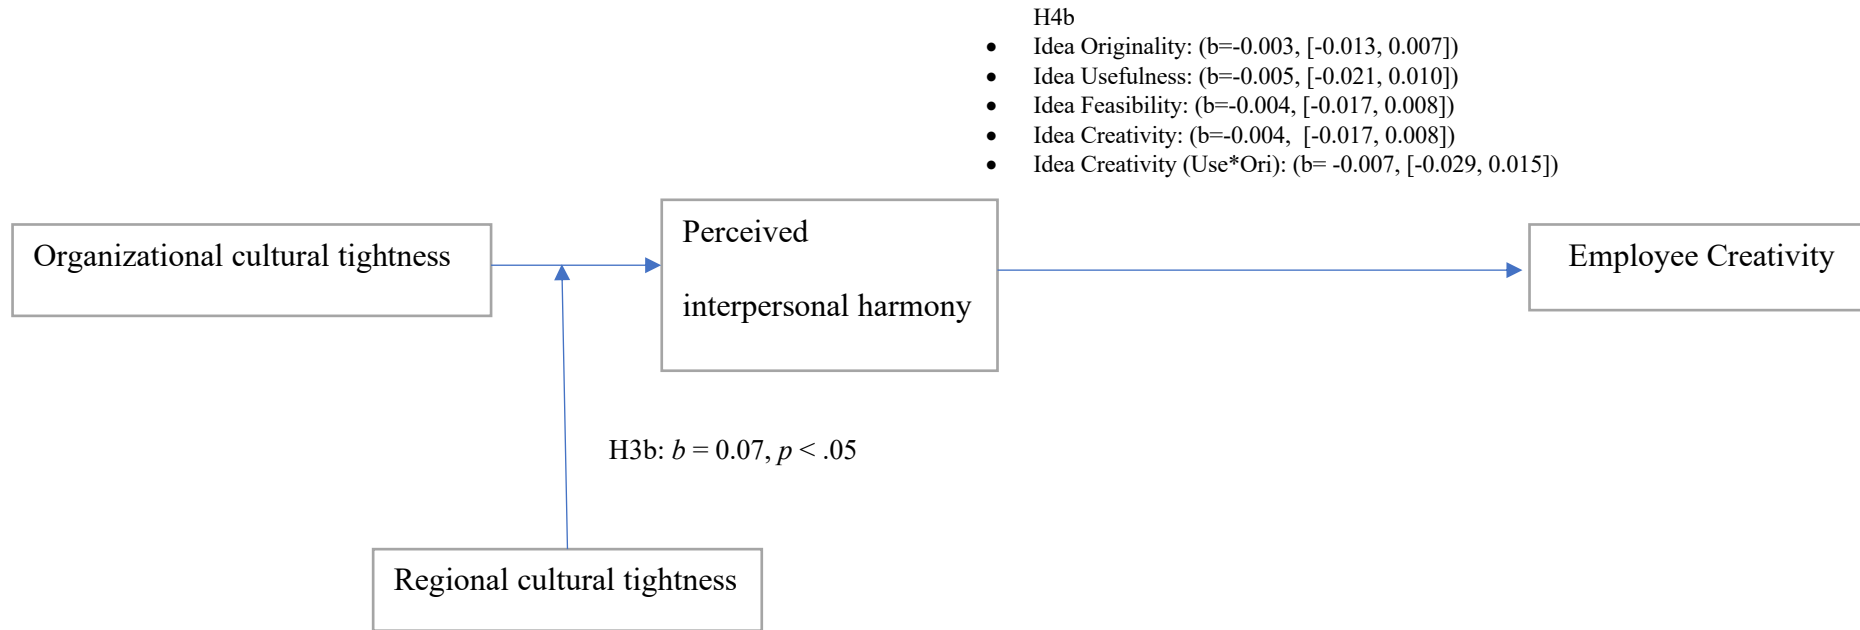 H4b
• Idea Originality: (b=-0.003, [-0.013, 0.007])
• Idea Usefulness: (b=-0.005, [-0.021, 0.010])
• Idea Feasibility: (b=-0.004, [-0.017, 0.008])
• Idea Creativity: (b=-0.004,  [-0.017, 0.008])
• Idea Creativity (Use*Ori): (b= -0.007, [-0.029, 0.015])
Organizational cultural tightness
Perceived
interpersonal harmony
Employee Creativity
H3b: b = 0.07, p < .05
Regional cultural tightness